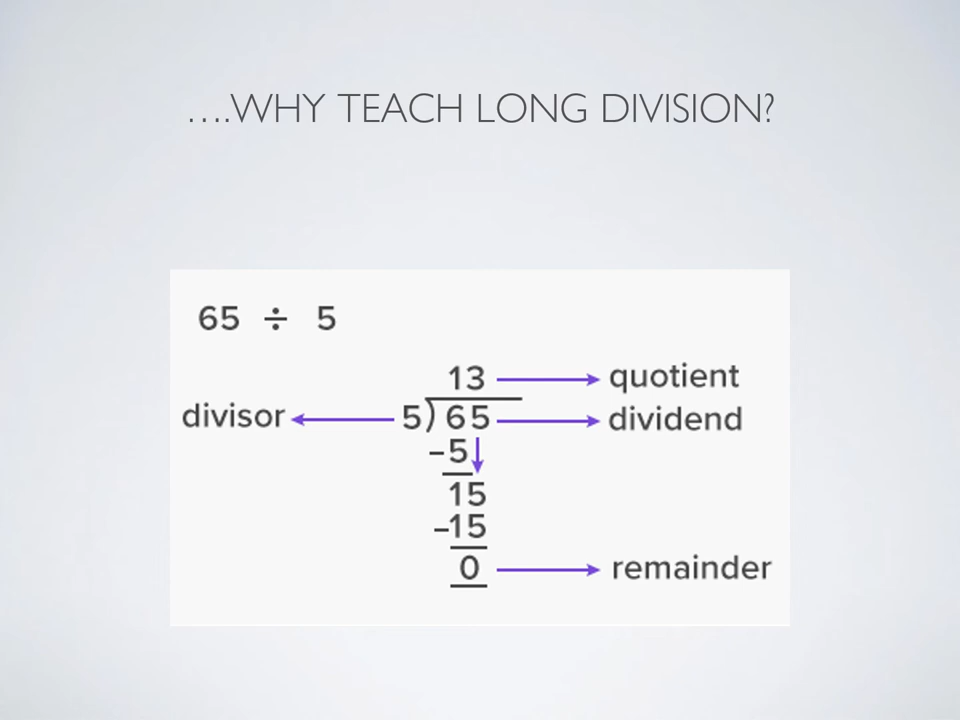 ....WHY TEACH LONG DIVISION?
65 ÷ 5
13 quotient
divisor 5) 65 dividend
-5
15
-15
0 remainder